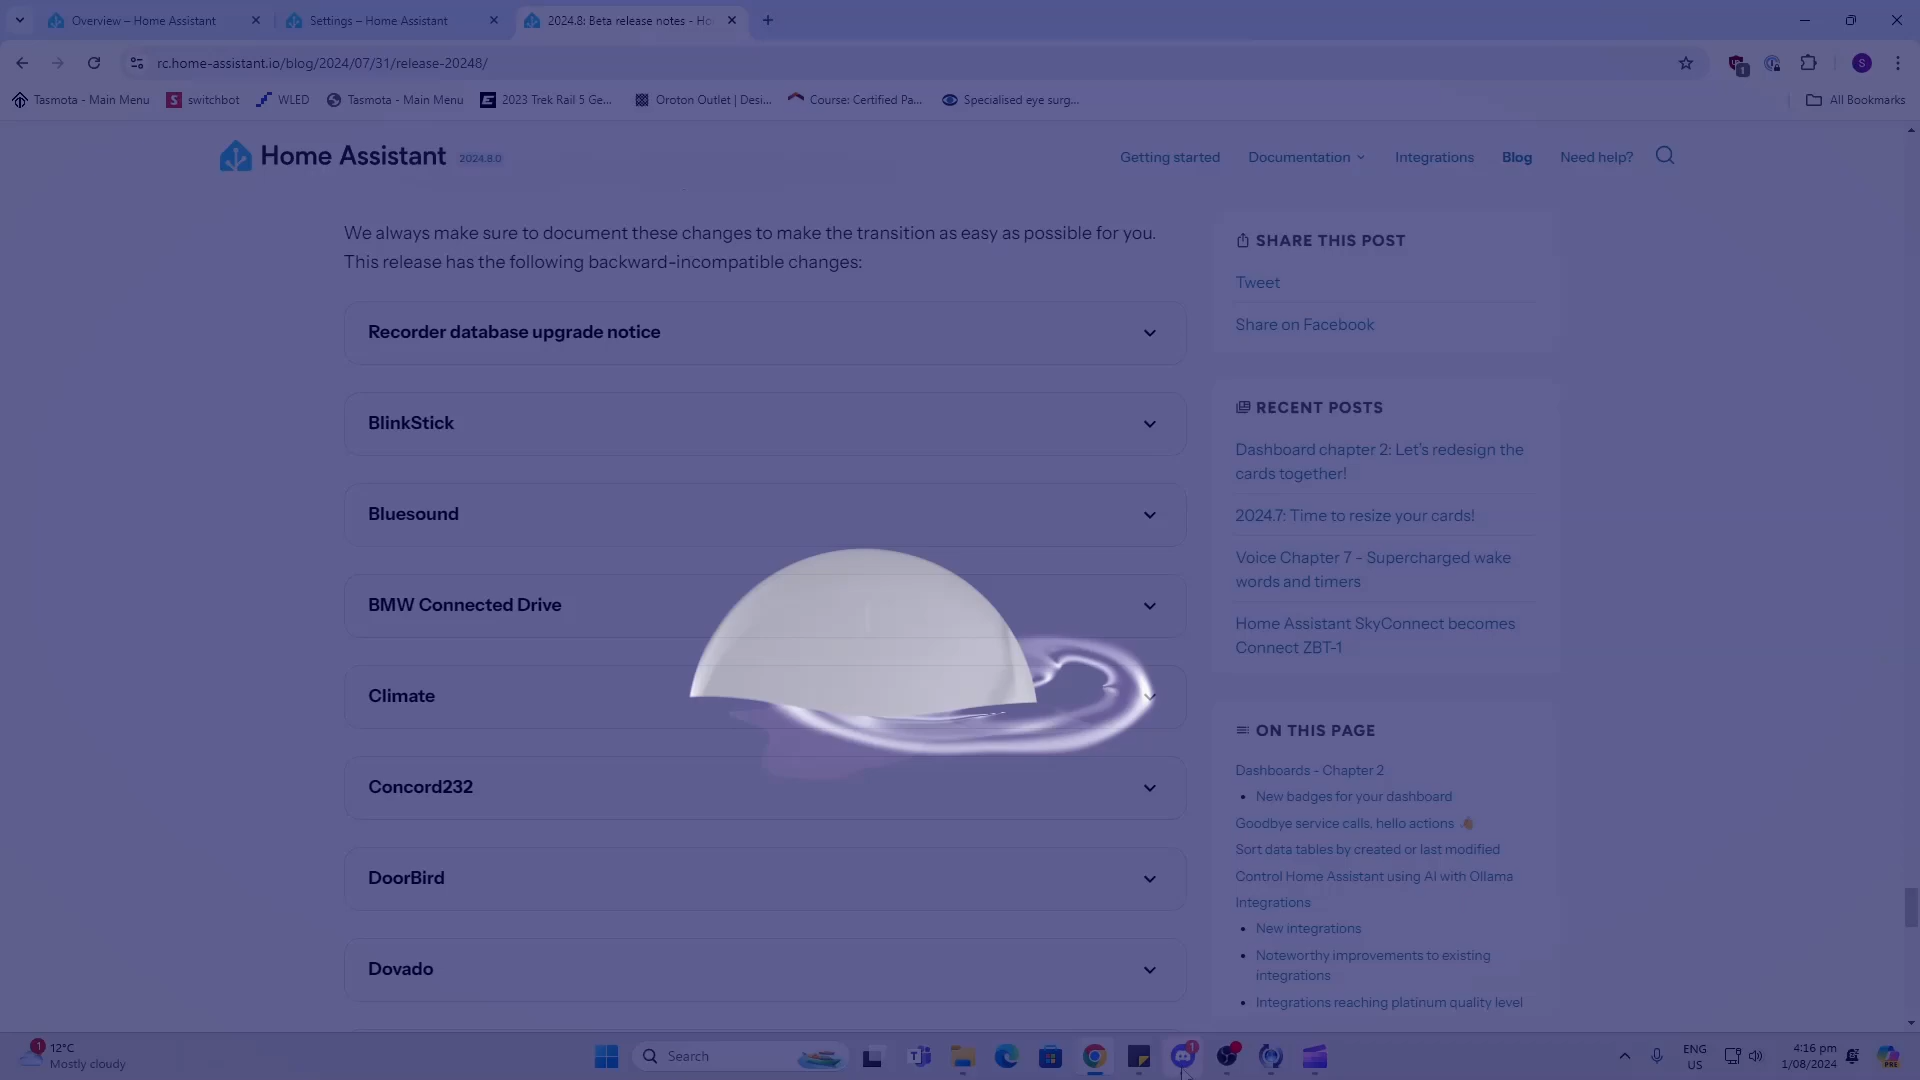 Overview – Home Assistant
Settings – Home Assistant
2024.8: Beta release notes - Ho
rc.home-assistant.io/blog/2024/07/31/release-20248/
1
S
Tasmota - Main Menu
S switchbot
WLED
Tasmota - Main Menu
2023 Trek Rail 5 Ge...
Oroton Outlet | Desi...
Course: Certified Pa...
Specialised eye surg...
All Bookmarks
Home Assistant 2024.8.0
Getting started
Documentation
Integrations
Blog
Need help?
We always make sure to document these changes to make the transition as easy as possible for you.
This release has the following backward-incompatible changes:
Recorder database upgrade notice
BlinkStick
Bluesound
BMW Connected Drive
Climate
Concord232
DoorBird
Dovado
SHARE THIS POST
Tweet
Share on Facebook
RECENT POSTS
Dashboard chapter 2: Let's redesign the
cards together!
2024.7: Time to resize your cards!
Voice Chapter 7 - Supercharged wake
words and timers
Home Assistant SkyConnect becomes
Connect ZBT-1
ON THIS PAGE
Dashboards - Chapter 2
• New badges for your dashboard
Goodbye service calls, hello actions 👋
Sort data tables by created or last modified
Control Home Assistant using AI with Ollama
Integrations
• New integrations
• Noteworthy improvements to existing
integrations
• Integrations reaching platinum quality level
1
12°C
Mostly cloudy
Search
1
ENG
US
4:16 pm
1/08/2024
PRE